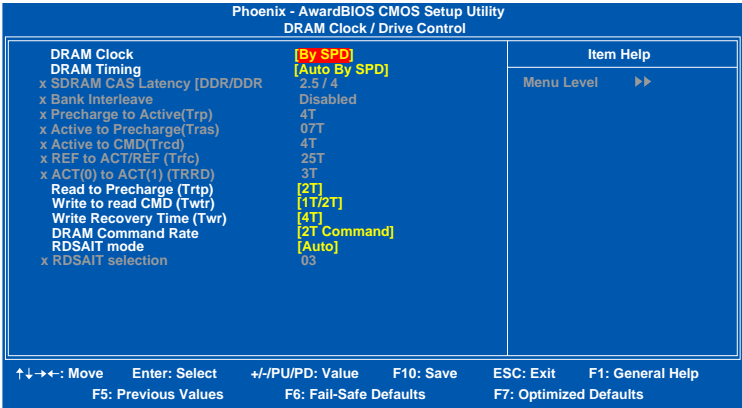 Phoenix - AwardBIOS CMOS Setup Utility
DRAM Clock / Drive Control
DRAM Clock [By SPD]
DRAM Timing [Auto By SPD]
x SDRAM CAS Latency [DDR/DDR 2.5 / 4
x Bank Interleave Disabled
x Precharge to Active(Trp) 4T
x Active to Precharge(Tras) 07T
x Active to CMD(Trcd) 4T
x REF to ACT/REF (Trfc) 25T
x ACT(0) to ACT(1) (TRRD) 3T
Read to Precharge (Trtp) [2T]
Write to read CMD (Twtr) [1T/2T]
Write Recovery Time (Twr) [4T]
DRAM Command Rate [2T Command]
RDSAIT mode [Auto]
x RDSAIT selection 03
Item Help
Menu Level ▶▶
↑↓→←: Move Enter: Select +/-/PU/PD: Value F10: Save ESC: Exit F1: General Help
F5: Previous Values F6: Fail-Safe Defaults F7: Optimized Defaults